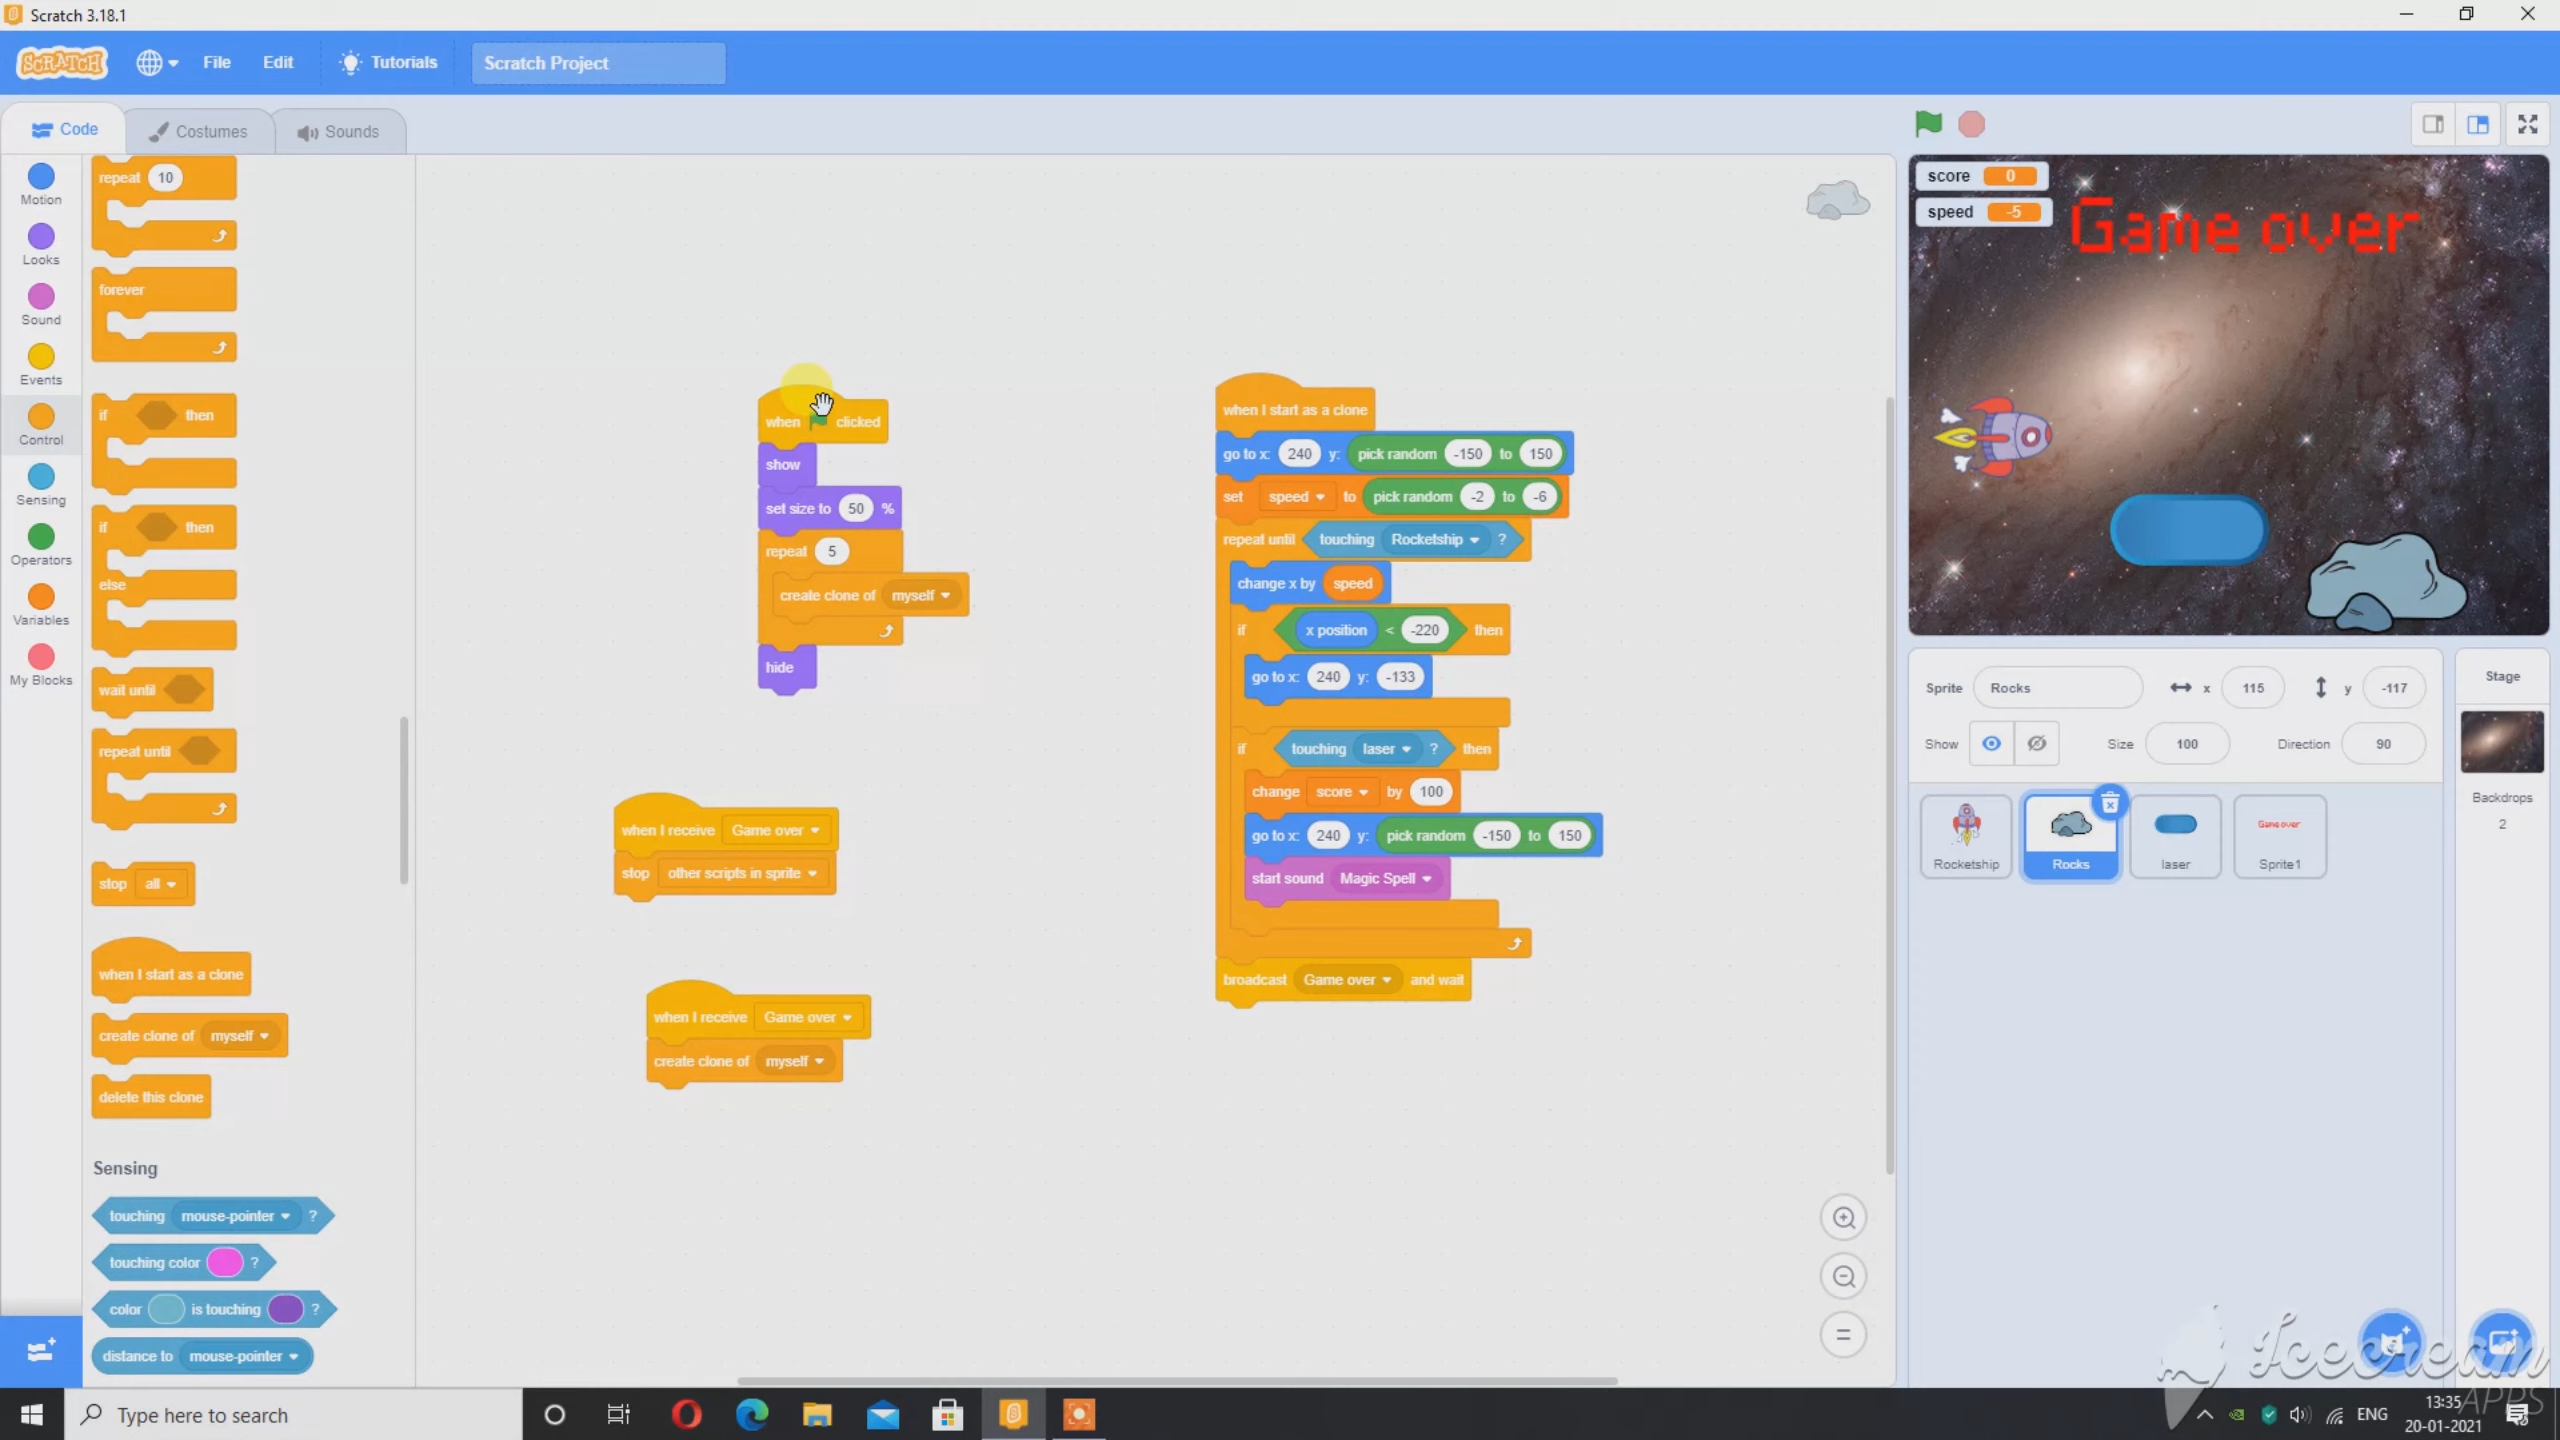 Scratch 3.18.1
SCRATCH File Edit Tutorials Scratch Project
Code Costumes Sounds
Motion
Looks
Sound
Events
Control
Sensing
Operators
Variables
My Blocks
repeat 10
forever
if then
if then
else
wait until
repeat until
stop all
when I start as a clone
create clone of myself
delete this clone
Sensing
touching mouse-pointer ?
touching color ?
color is touching ?
distance to mouse-pointer
when clicked
show
set size to 50 %
repeat 5
create clone of myself
hide
when I receive Game over
stop other scripts in sprite
when I receive Game over
create clone of myself
when I start as a clone
go to x: 240 y: pick random -150 to 150
set speed to pick random -2 to -6
repeat until touching Rocketship ?
change x by speed
if x position < -220 then
go to x: 240 y: -133
if touching laser ? then
change score by 100
go to x: 240 y: pick random -150 to 150
start sound Magic Spell
broadcast Game over and wait
score 0
speed -5
Game over
Sprite Rocks x 115 y -117
Show Size 100 Direction 90
Rocketship Rocks laser Game over Sprite1
Stage
Backdrops
2
Icecream
APPS
Type here to search
ENG
13:35
20-01-2021